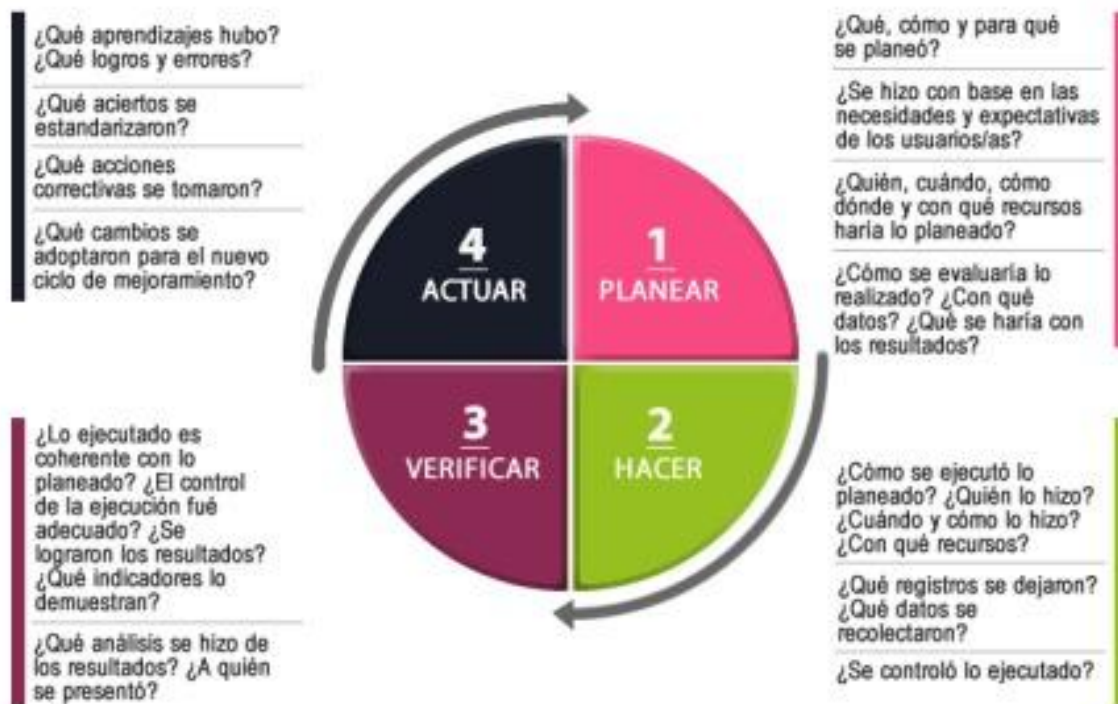 ¿Qué aprendizajes hubo?
¿Qué logros y errores?
¿Qué aciertos se
estandarizaron?
¿Qué acciones
correctivas se tomaron?
¿Qué cambios se
adoptaron para el nuevo
ciclo de mejoramiento?
4
ACTUAR
1
PLANEAR
¿Qué, cómo y para qué
se planeó?
¿Se hizo con base en las
necesidades y expectativas
de los usuarios/as?
¿Quién, cuándo, cómo
dónde y con qué recursos
haría lo planeado?
¿Cómo se evaluaría lo
realizado? ¿Con qué
datos? ¿Qué se haría con
los resultados?
¿Lo ejecutado es
coherente con lo
planeado? ¿El control
de la ejecución fué
adecuado? ¿Se
lograron los resultados?
¿Qué indicadores lo
demuestran?
¿Qué análisis se hizo de
los resultados? ¿A quién
se presentó?
3
VERIFICAR
2
HACER
¿Cómo se ejecutó lo
planeado? ¿Quién lo hizo?
¿Cuándo y cómo lo hizo?
¿Con qué recursos?
¿Qué registros se dejaron?
¿Qué datos se
recolectaron?
¿Se controló lo ejecutado?